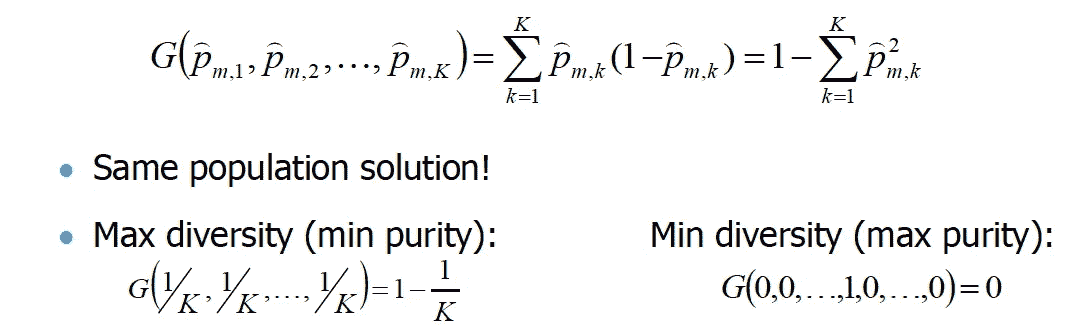 G(p̂_{m,1}, p̂_{m,2}, …, p̂_{m,K}) = ∑_{k=1}^{K} p̂_{m,k}(1−p̂_{m,k}) = 1− ∑_{k=1}^{K} p̂²_{m,k}
• Same population solution!
• Max diversity (min purity): Min diversity (max purity):
G(1/K, 1/K, …, 1/K) = 1 − 1/K G(0,0,…,1,0,…,0) = 0